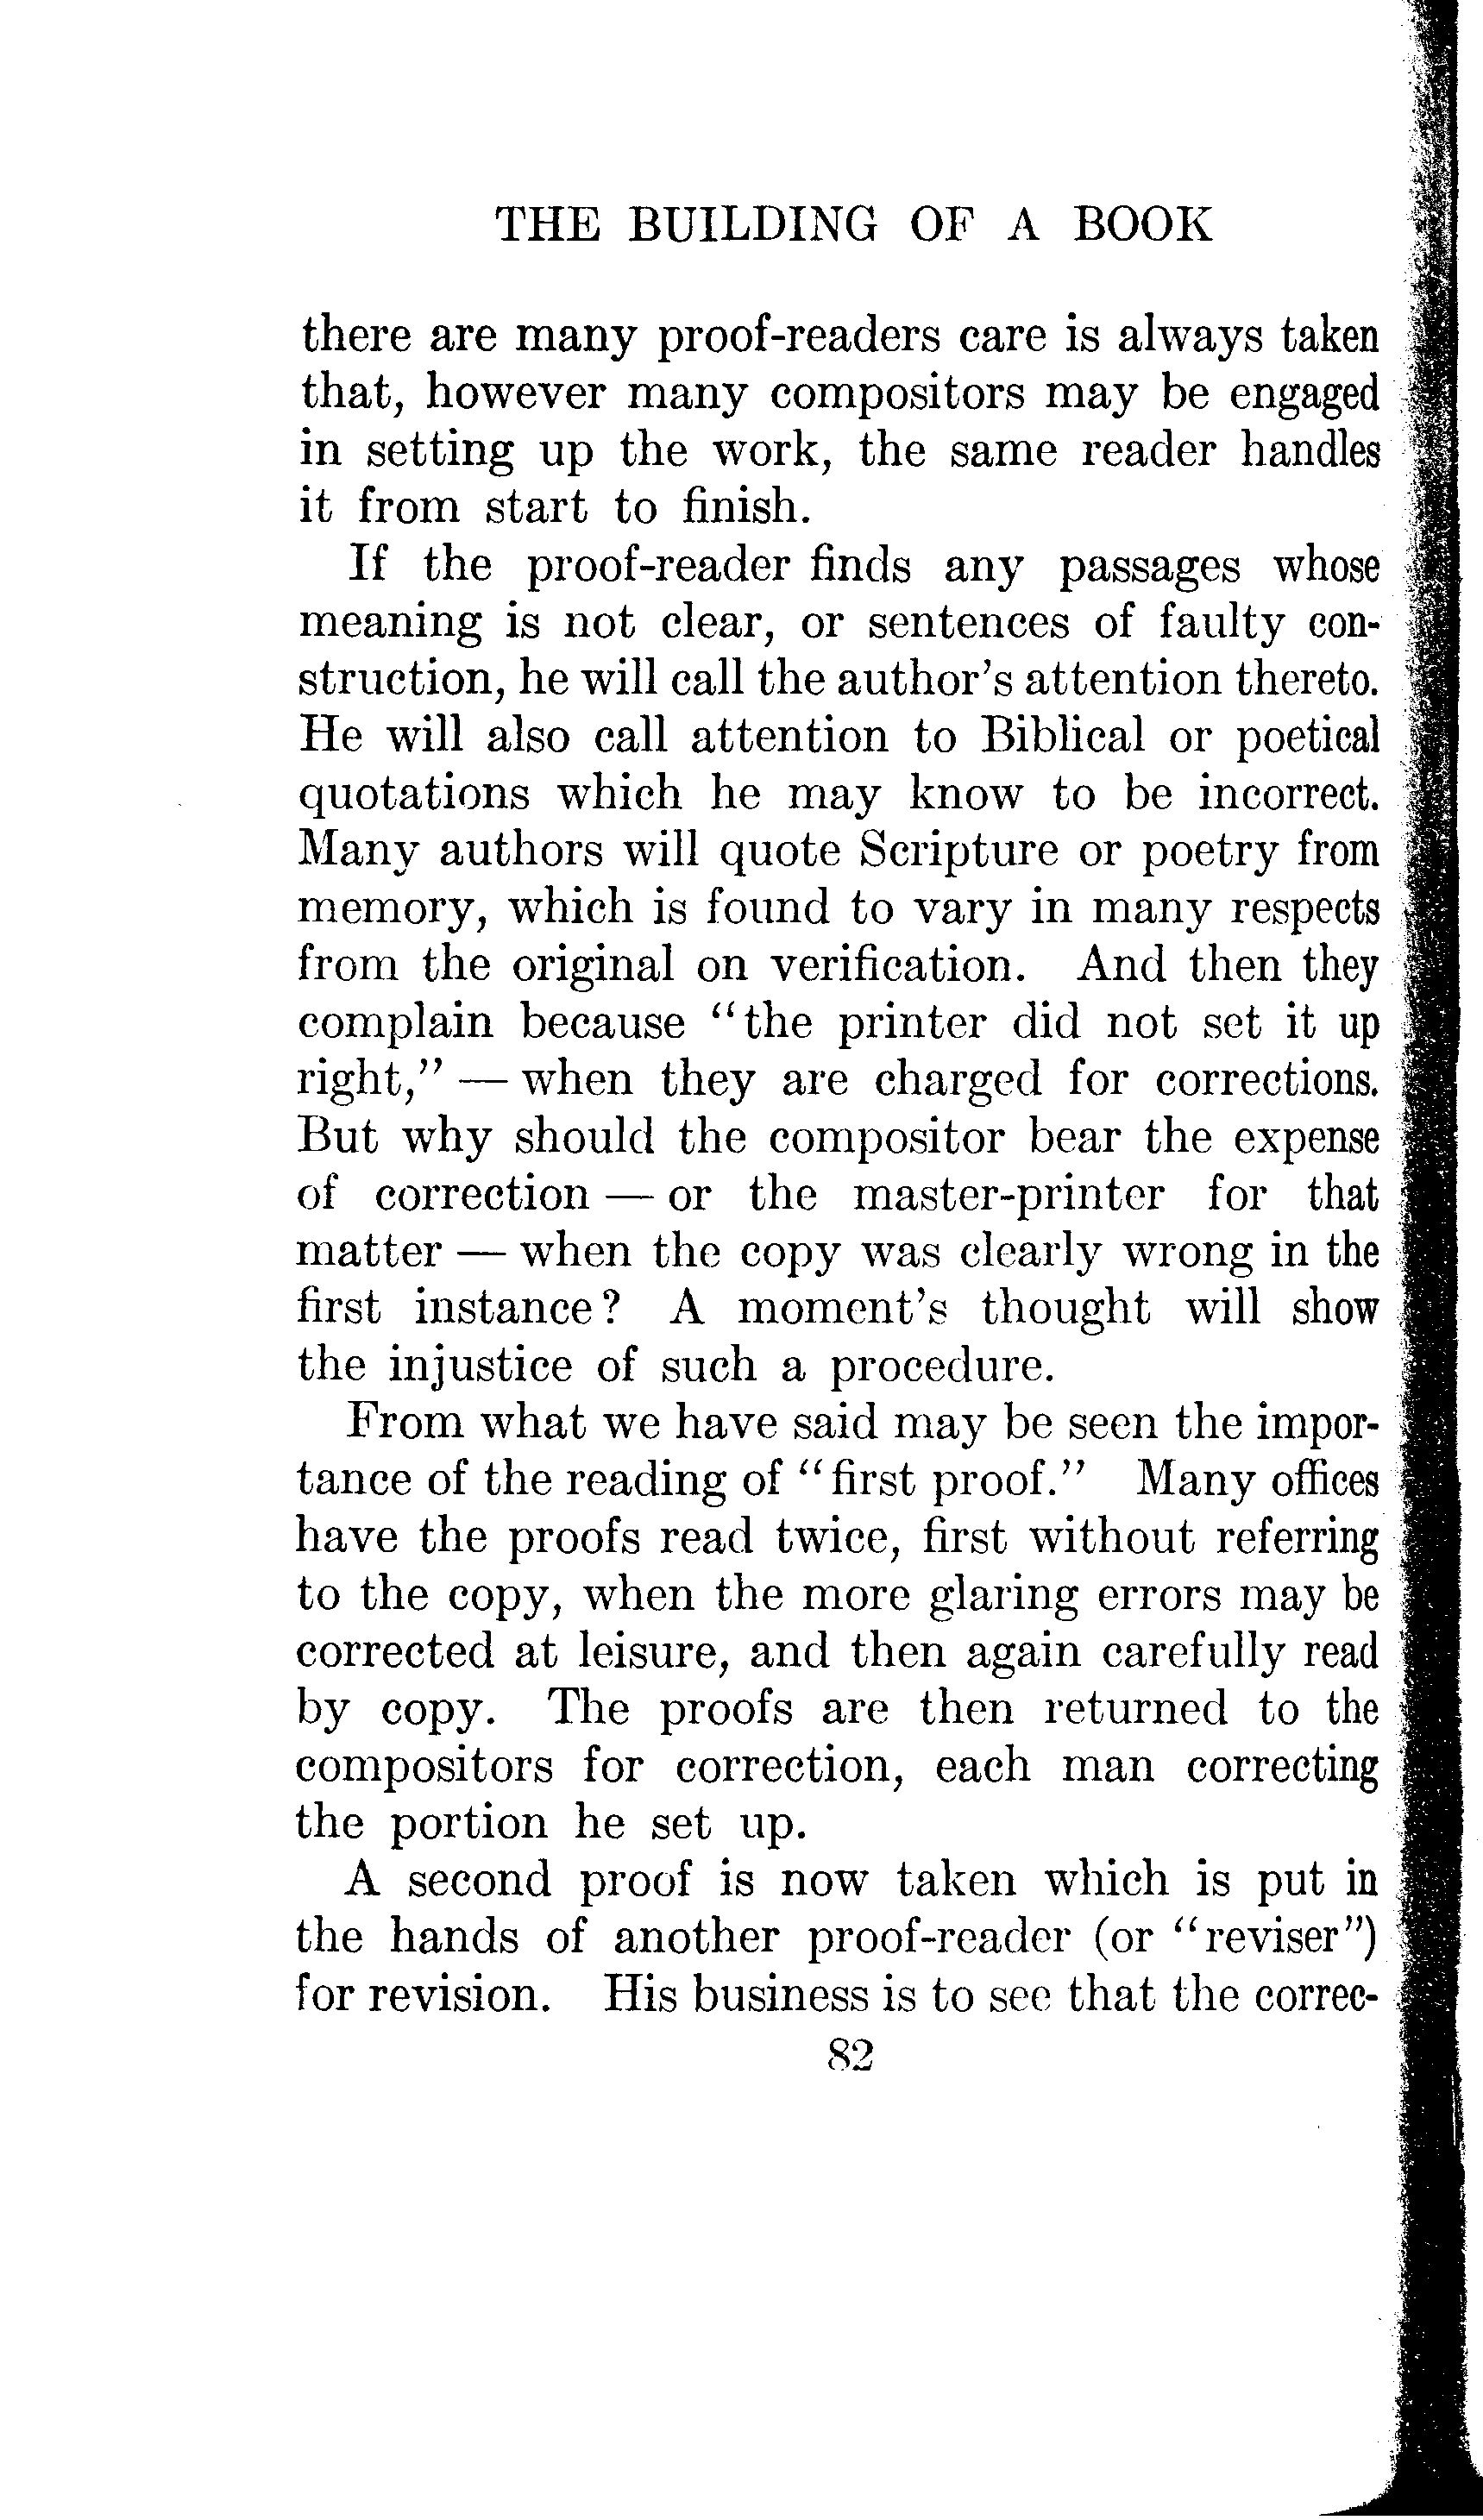 THE BUILDING OF A BOOK
there are many proof-readers care is always taken
that, however many compositors may be engaged
in setting up the work, the same reader handles
it from start to finish.
If the proof-reader finds any passages whose
meaning is not clear, or sentences of faulty con-
struction, he will call the author's attention thereto.
He will also call attention to Biblical or poetical
quotations which he may know to be incorrect.
Many authors will quote Scripture or poetry from
memory, which is found to vary in many respects
from the original on verification. And then they
complain because "the printer did not set it up
right," — when they are charged for corrections.
But why should the compositor bear the expense
of correction — or the master-printer for that
matter — when the copy was clearly wrong in the
first instance? A moment's thought will show
the injustice of such a procedure.
From what we have said may be seen the impor-
tance of the reading of "first proof." Many offices
have the proofs read twice, first without referring
to the copy, when the more glaring errors may be
corrected at leisure, and then again carefully read
by copy. The proofs are then returned to the
compositors for correction, each man correcting
the portion he set up.
A second proof is now taken which is put in
the hands of another proof-reader (or "reviser")
for revision. His business is to see that the correc-
82